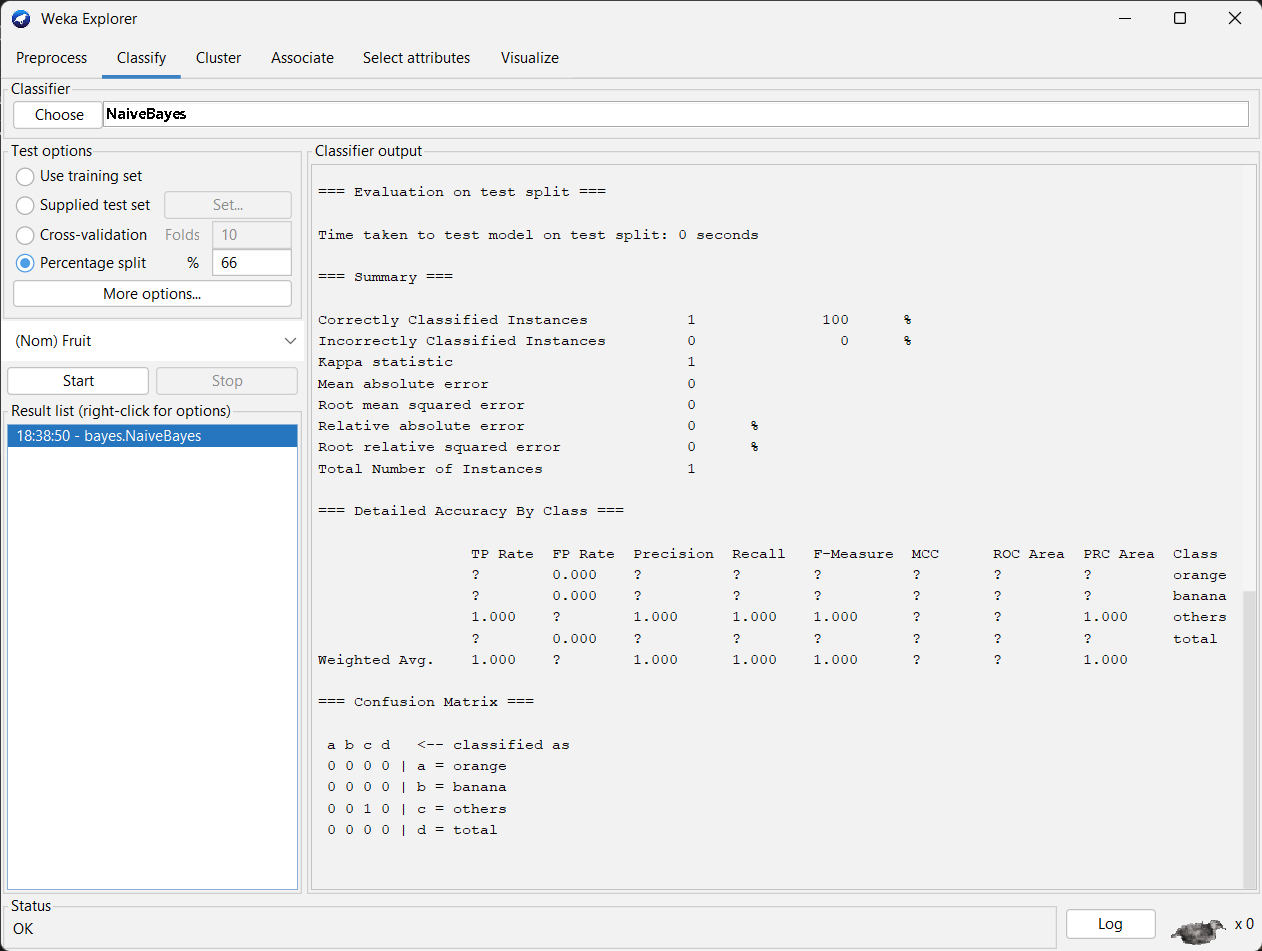 Weka Explorer
Preprocess Classify Cluster Associate Select attributes Visualize
Classifier
Choose NaiveBayes
Test options
Use training set
Supplied test set Set...
Cross-validation Folds 10
Percentage split % 66
More options...
(Nom) Fruit
Start Stop
Result list (right-click for options)
18:38:50 - bayes.NaiveBayes
Classifier output
=== Evaluation on test split ===
Time taken to test model on test split: 0 seconds
=== Summary ===
Correctly Classified Instances 1 100 %
Incorrectly Classified Instances 0 0 %
Kappa statistic 1
Mean absolute error 0
Root mean squared error 0
Relative absolute error 0 %
Root relative squared error 0 %
Total Number of Instances 1
=== Detailed Accuracy By Class ===
TP Rate FP Rate Precision Recall F-Measure MCC ROC Area PRC Area Class
? 0.000 ? ? ? ? ? ? orange
? 0.000 ? ? ? ? ? ? banana
1.000 ? 1.000 1.000 1.000 ? ? 1.000 others
? 0.000 ? ? ? ? ? ? total
Weighted Avg. 1.000 ? 1.000 1.000 1.000 ? ? 1.000
=== Confusion Matrix ===
a b c d <-- classified as
0 0 0 0 | a = orange
0 0 0 0 | b = banana
0 0 1 0 | c = others
0 0 0 0 | d = total
Status
OK
Log x 0